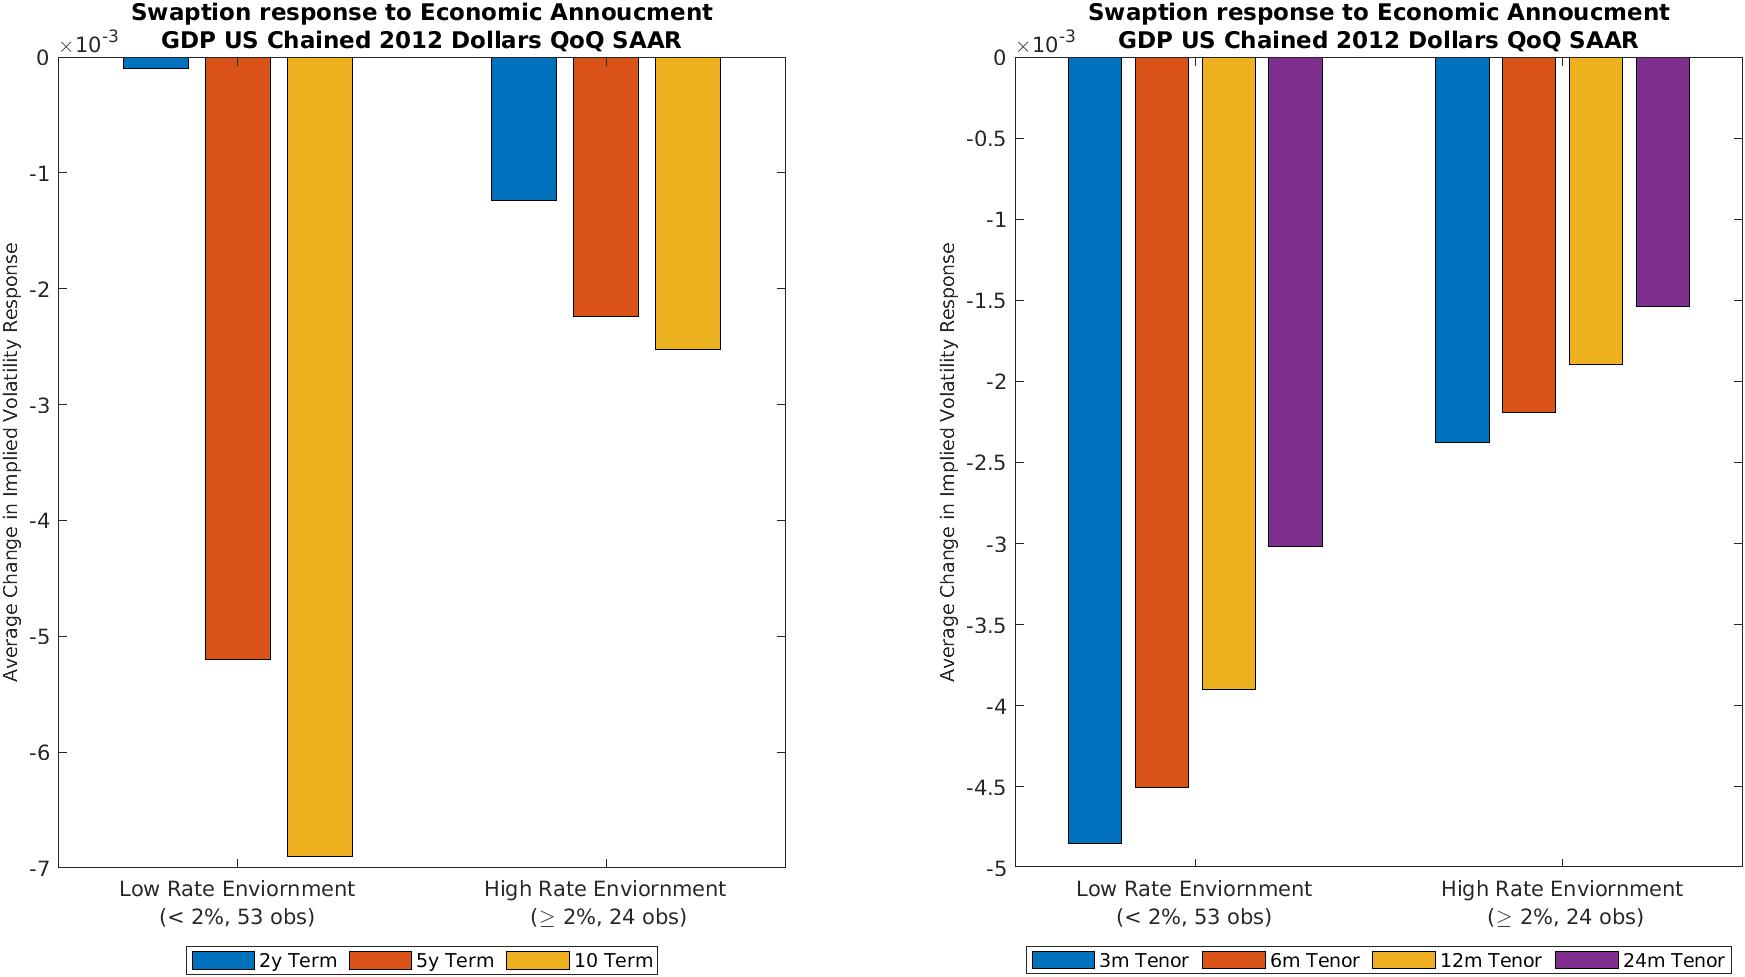 Swaption response to Economic Annoucment
GDP US Chained 2012 Dollars QoQ SAAR
×10⁻³
0
-1
-2
-3
-4
-5
-6
-7
Average Change in Implied Volatility Response
Low Rate Enviornment
(< 2%, 53 obs)
High Rate Enviornment
(≥ 2%, 24 obs)
2y Term 5y Term 10 Term
Swaption response to Economic Annoucment
GDP US Chained 2012 Dollars QoQ SAAR
×10⁻³
0
-0.5
-1
-1.5
-2
-2.5
-3
-3.5
-4
-4.5
-5
Average Change in Implied Volatility Response
Low Rate Enviornment
(< 2%, 53 obs)
High Rate Enviornment
(≥ 2%, 24 obs)
3m Tenor 6m Tenor 12m Tenor 24m Tenor